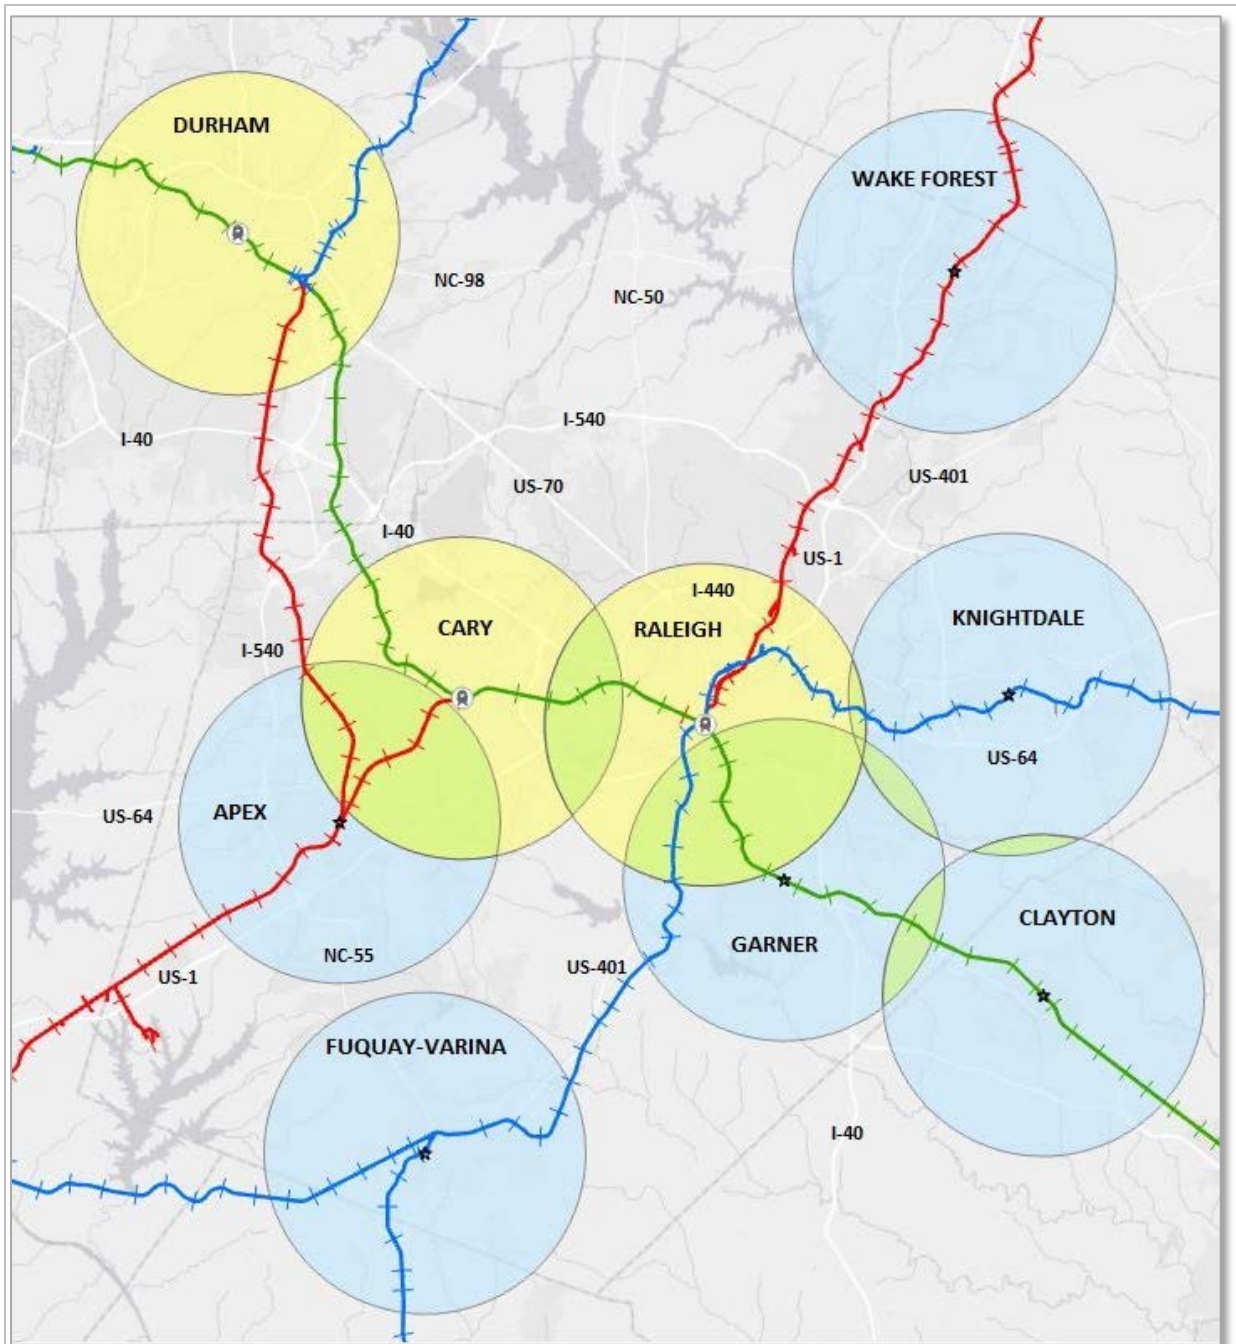 DURHAM
WAKE FOREST
NC-98
NC-50
I-540
I-40
US-401
US-70
I-40
US-1
I-440
KNIGHTDALE
CARY
RALEIGH
I-540
US-64
APEX
US-64
CLAYTON
GARNER
NC-55
US-401
US-1
FUQUAY-VARINA
I-40